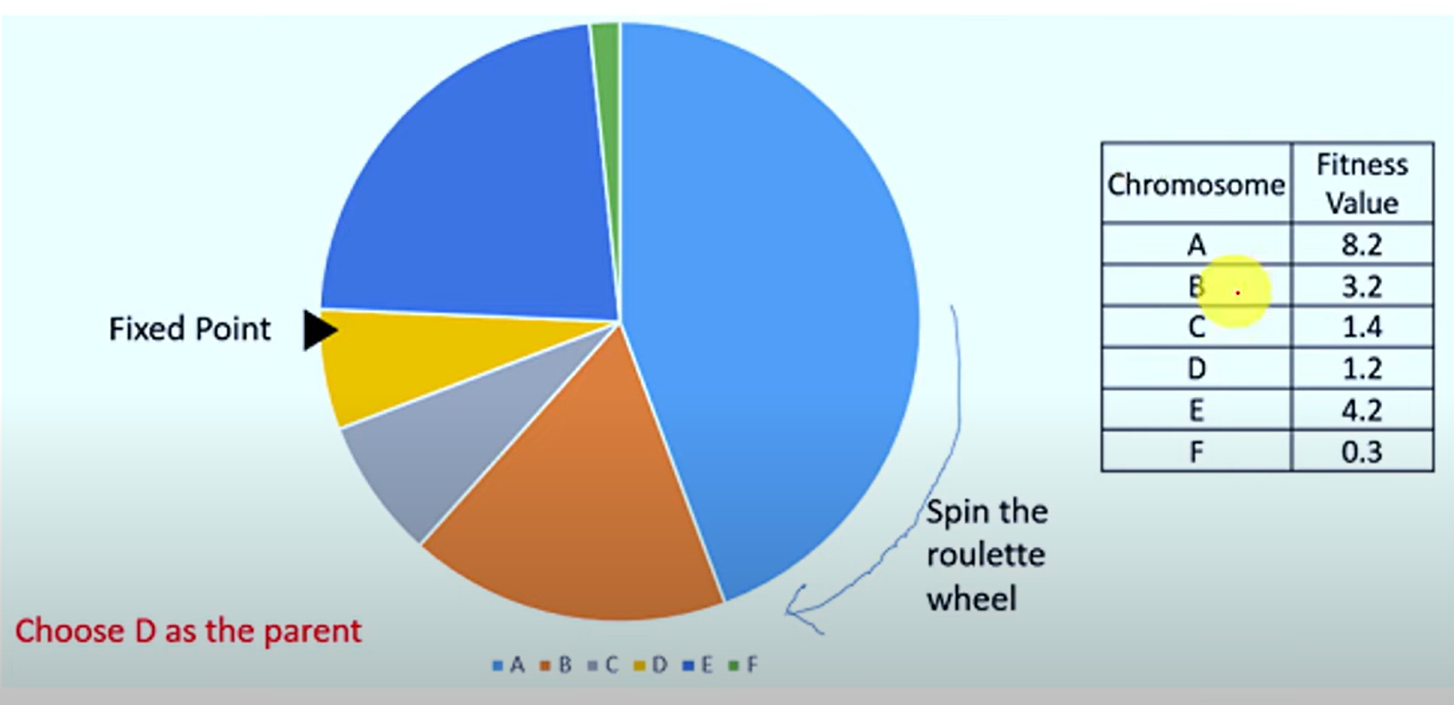 Fixed Point
Chromosome Fitness
Value
A 8.2
B 3.2
C 1.4
D 1.2
E 4.2
F 0.3
Spin the
roulette
wheel
Choose D as the parent
A B C D E F